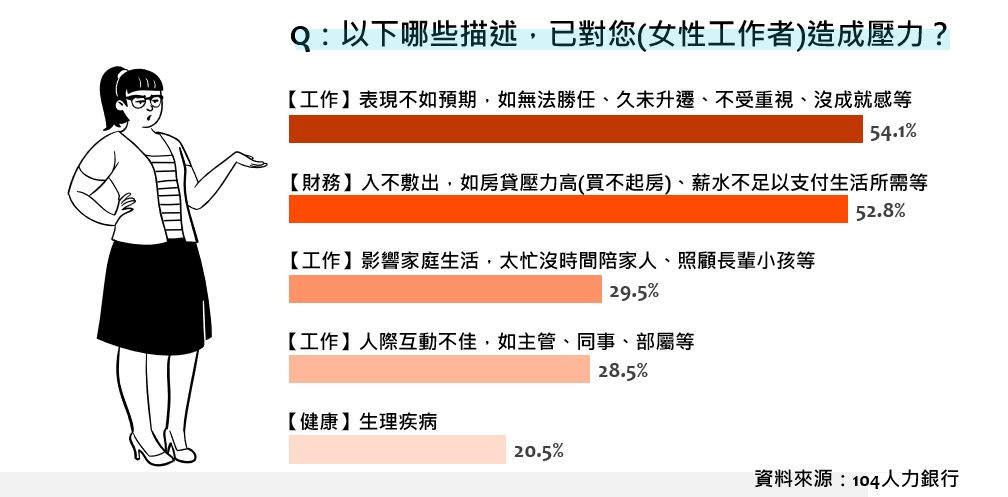 Q：以下哪些描述，已對您(女性工作者)造成壓力？
【工作】表現不如預期，如無法勝任、久未升遷、不受重視、沒成就感等
54.1%
【財務】入不敷出，如房貸壓力高(買不起房)、薪水不足以支付生活所需等
52.8%
【工作】影響家庭生活，太忙沒時間陪家人、照顧長輩小孩等
29.5%
【工作】人際互動不佳，如主管、同事、部屬等
28.5%
【健康】生理疾病
20.5%
資料來源：104人力銀行